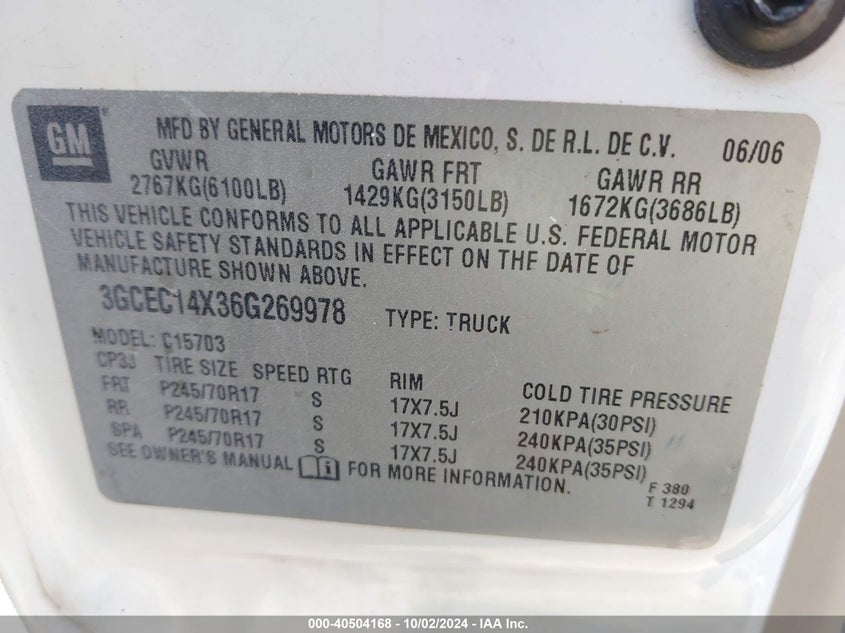 GM ®
MFD BY GENERAL MOTORS DE MEXICO, S. DE R.L. DE C.V. 06/06
GVWR GAWR FRT GAWR RR
2767KG(6100LB) 1429KG(3150LB) 1672KG(3686LB)
THIS VEHICLE CONFORMS TO ALL APPLICABLE U.S. FEDERAL MOTOR
VEHICLE SAFETY STANDARDS IN EFFECT ON THE DATE OF
MANUFACTURE SHOWN ABOVE.
3GCEC14X36G269978 TYPE: TRUCK
MODEL: C15703
CP3J TIRE SIZE SPEED RTG RIM COLD TIRE PRESSURE
FRT P245/70R17 S 17X7.5J 210KPA(30PSI)
RR P245/70R17 S 17X7.5J 240KPA(35PSI)
SPA P245/70R17 S 17X7.5J 240KPA(35PSI)
SEE OWNER'S MANUAL i FOR MORE INFORMATION.
F 380
T 1294
000-40504168 - 10/02/2024 - IAA Inc.